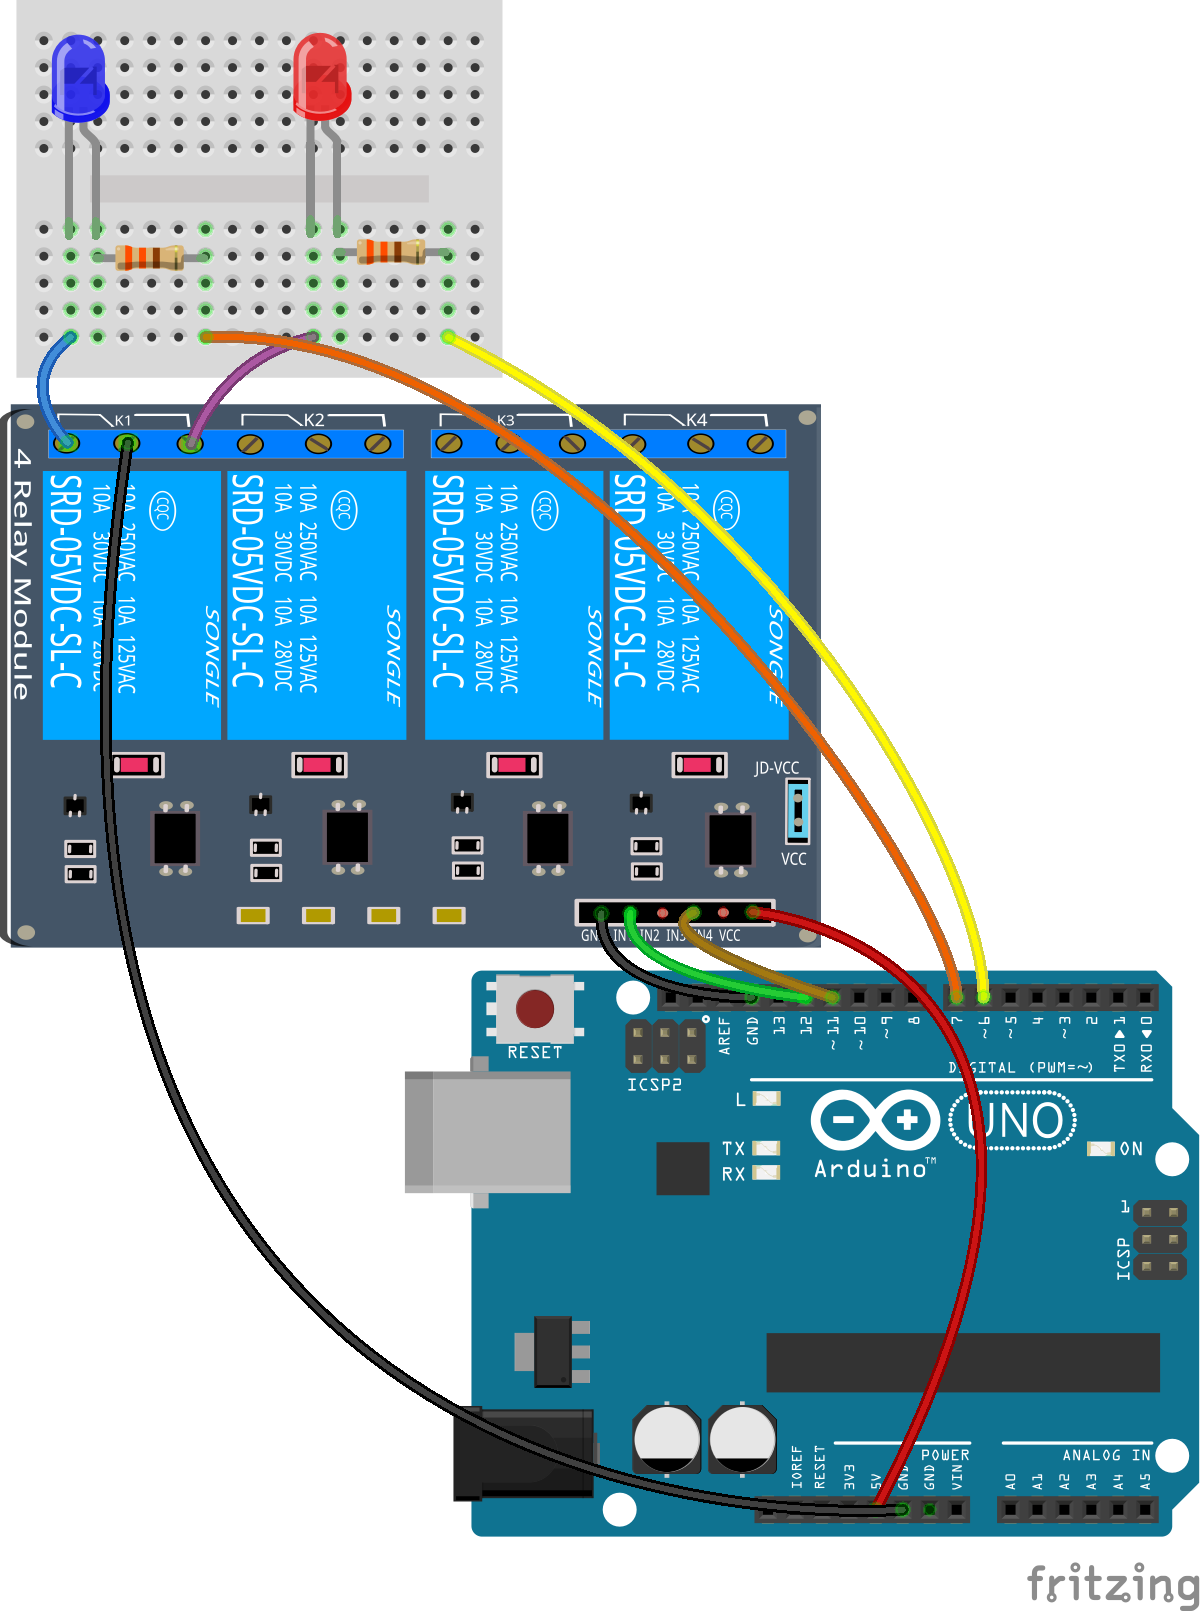 K1
K2
K3
K4
4 Relay Module
SRD-05VDC-SL-C
10A 30VDC 10A 28VDC
10A 250VAC 10A 125VAC
CQC
SONGLE
SRD-05VDC-SL-C
10A 30VDC 10A 28VDC
10A 250VAC 10A 125VAC
CQC
SONGLE
SRD-05VDC-SL-C
10A 30VDC 10A 28VDC
10A 250VAC 10A 125VAC
CQC
SONGLE
SRD-05VDC-SL-C
10A 30VDC 10A 28VDC
10A 250VAC 10A 125VAC
CQC
SONGLE
JD-VCC
VCC
IN2 IN3 IN4 VCC
RESET
ICSP2
AREF
GND
13
12
~11
~10
~9
8
7
~6
~5
4
~3
2
TX0▶1
RX0◀0
DIGITAL (PWM=~)
L
TX
RX
Arduino™
UNO
ON
1
ICSP
IOREF
RESET
3V3
5V
GND
GND
VIN
POWER
ANALOG IN
A0
A1
A2
A3
A4
A5
fritzing